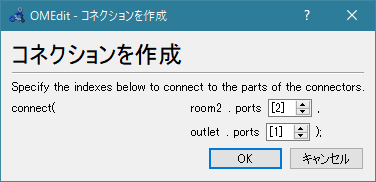 OMEdit - コネクションを作成 ? ×
コネクションを作成
Specify the indexes below to connect to the parts of the connectors.
connect( room2 . ports [2] ,
outlet . ports [1] );
OK キャンセル